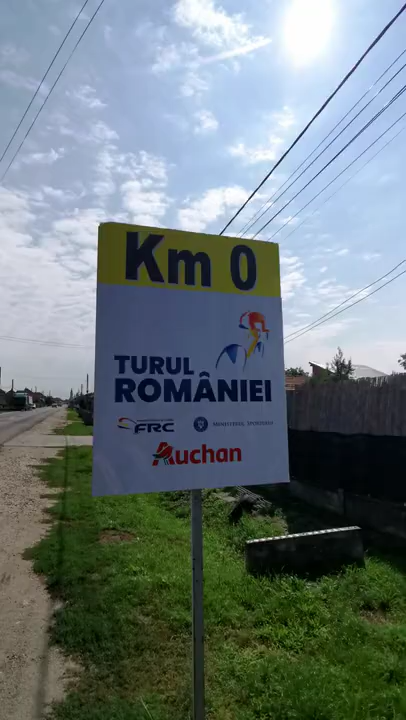 Km 0
TURUL
ROMÂNIEI
FRC
MINISTERUL SPORTULUI
Auchan